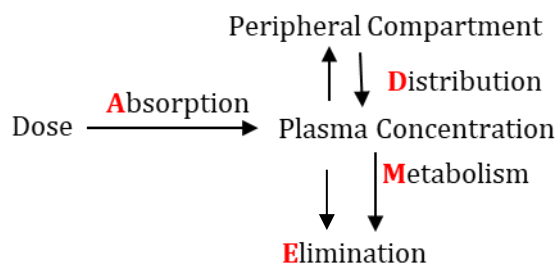 Peripheral Compartment
Distribution
Absorption
Dose
Plasma Concentration
Metabolism
Elimination